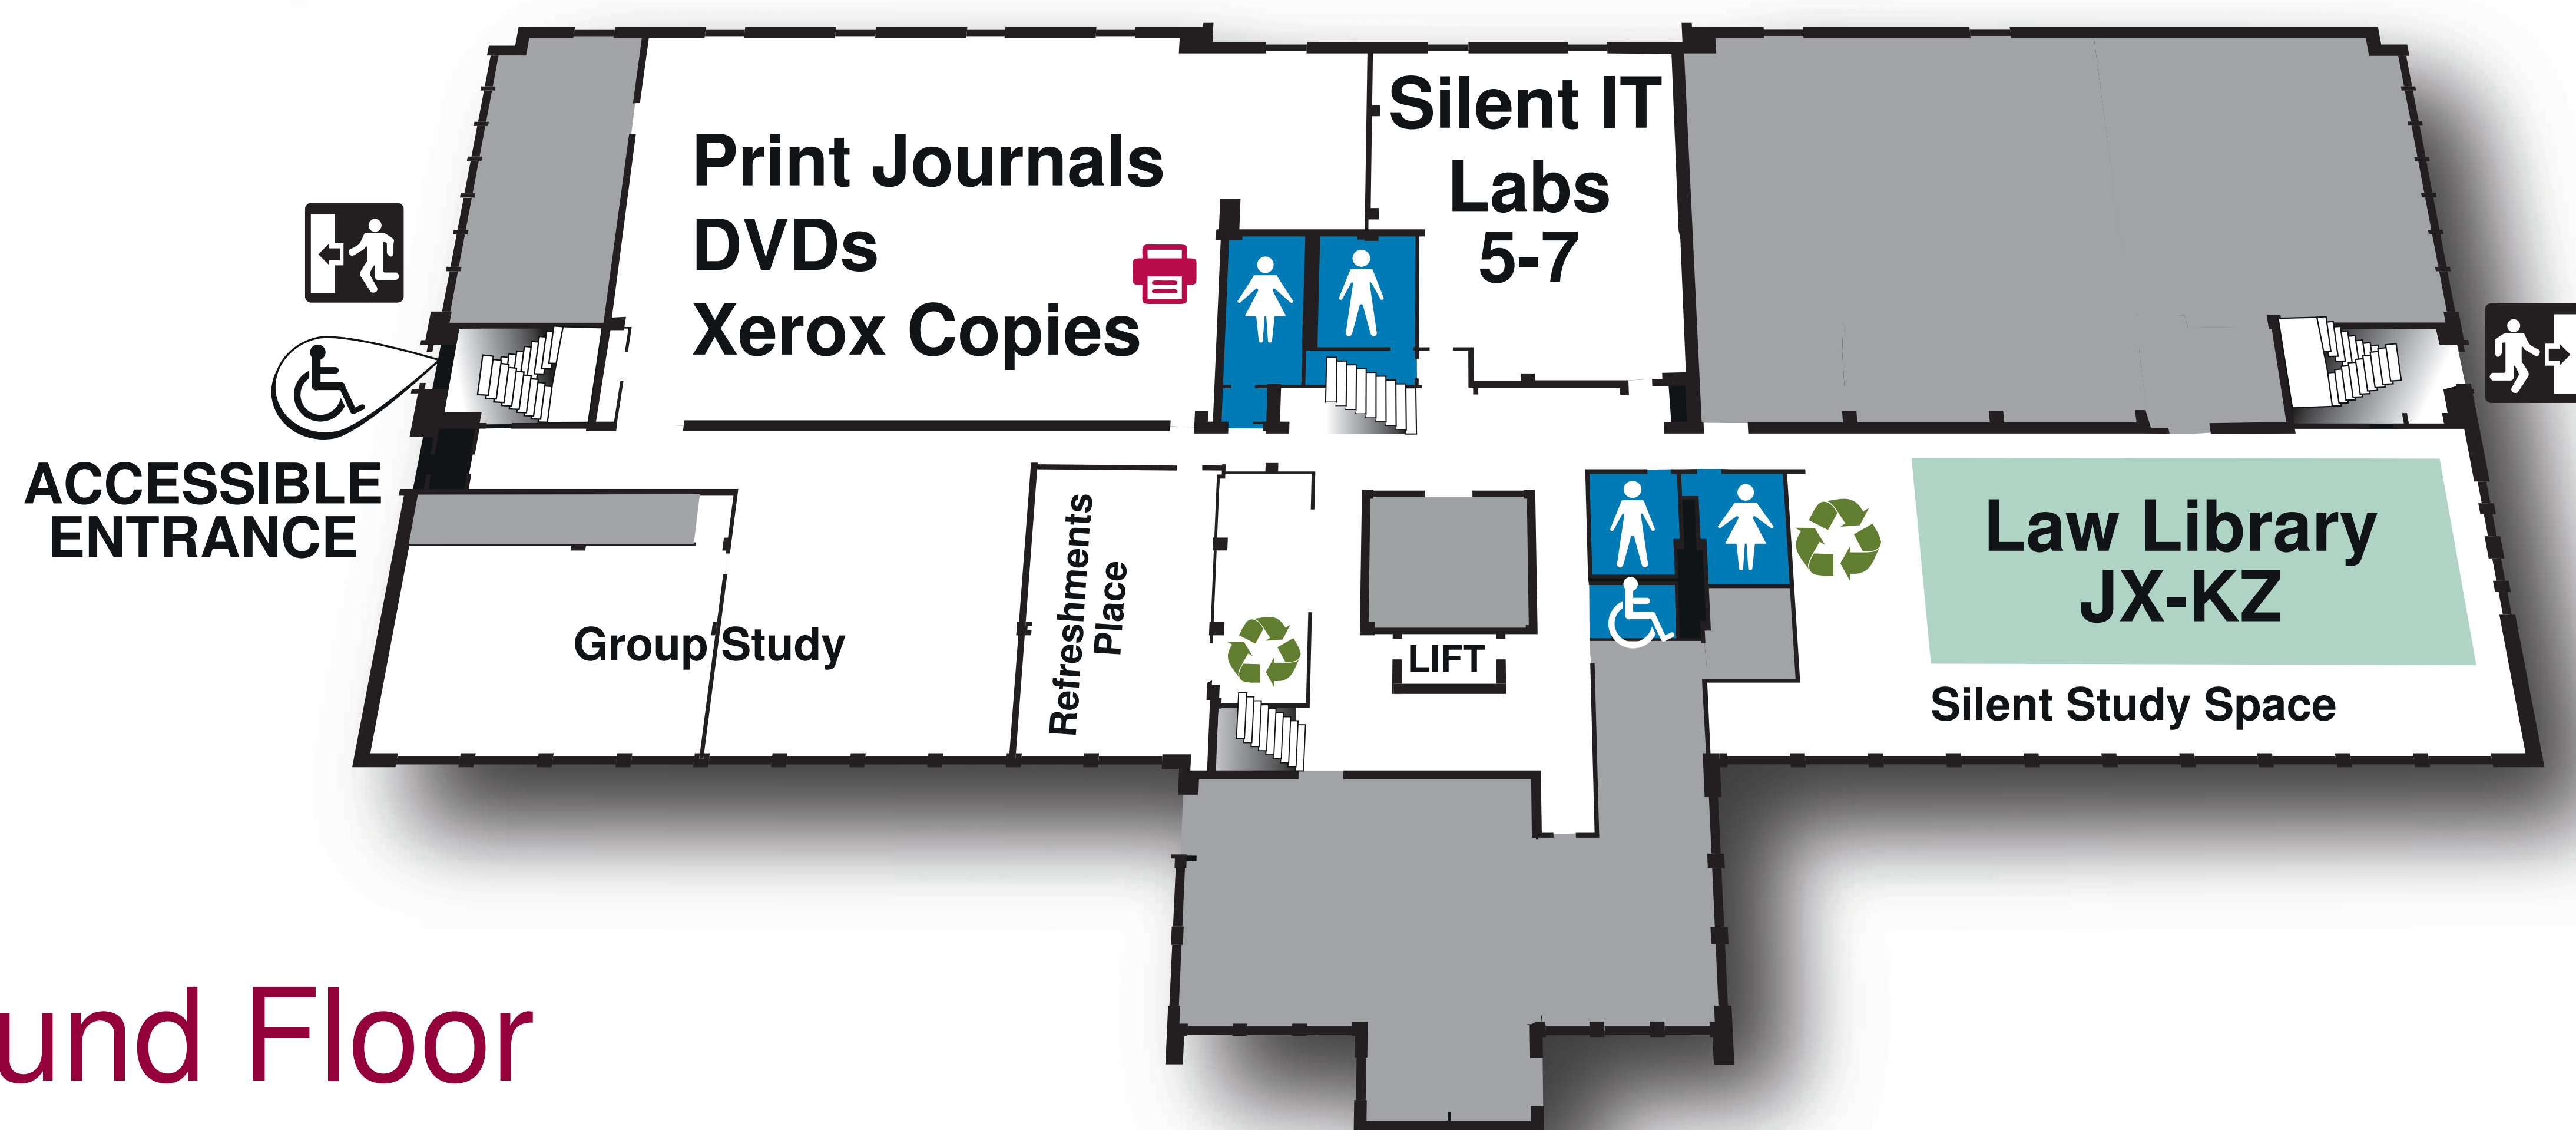 Print Journals
DVDs
Xerox Copies
Silent IT
Labs
5-7
ACCESSIBLE
ENTRANCE
Group Study
Refreshments
Place
LIFT
Law Library
JX-KZ
Silent Study Space
und Floor